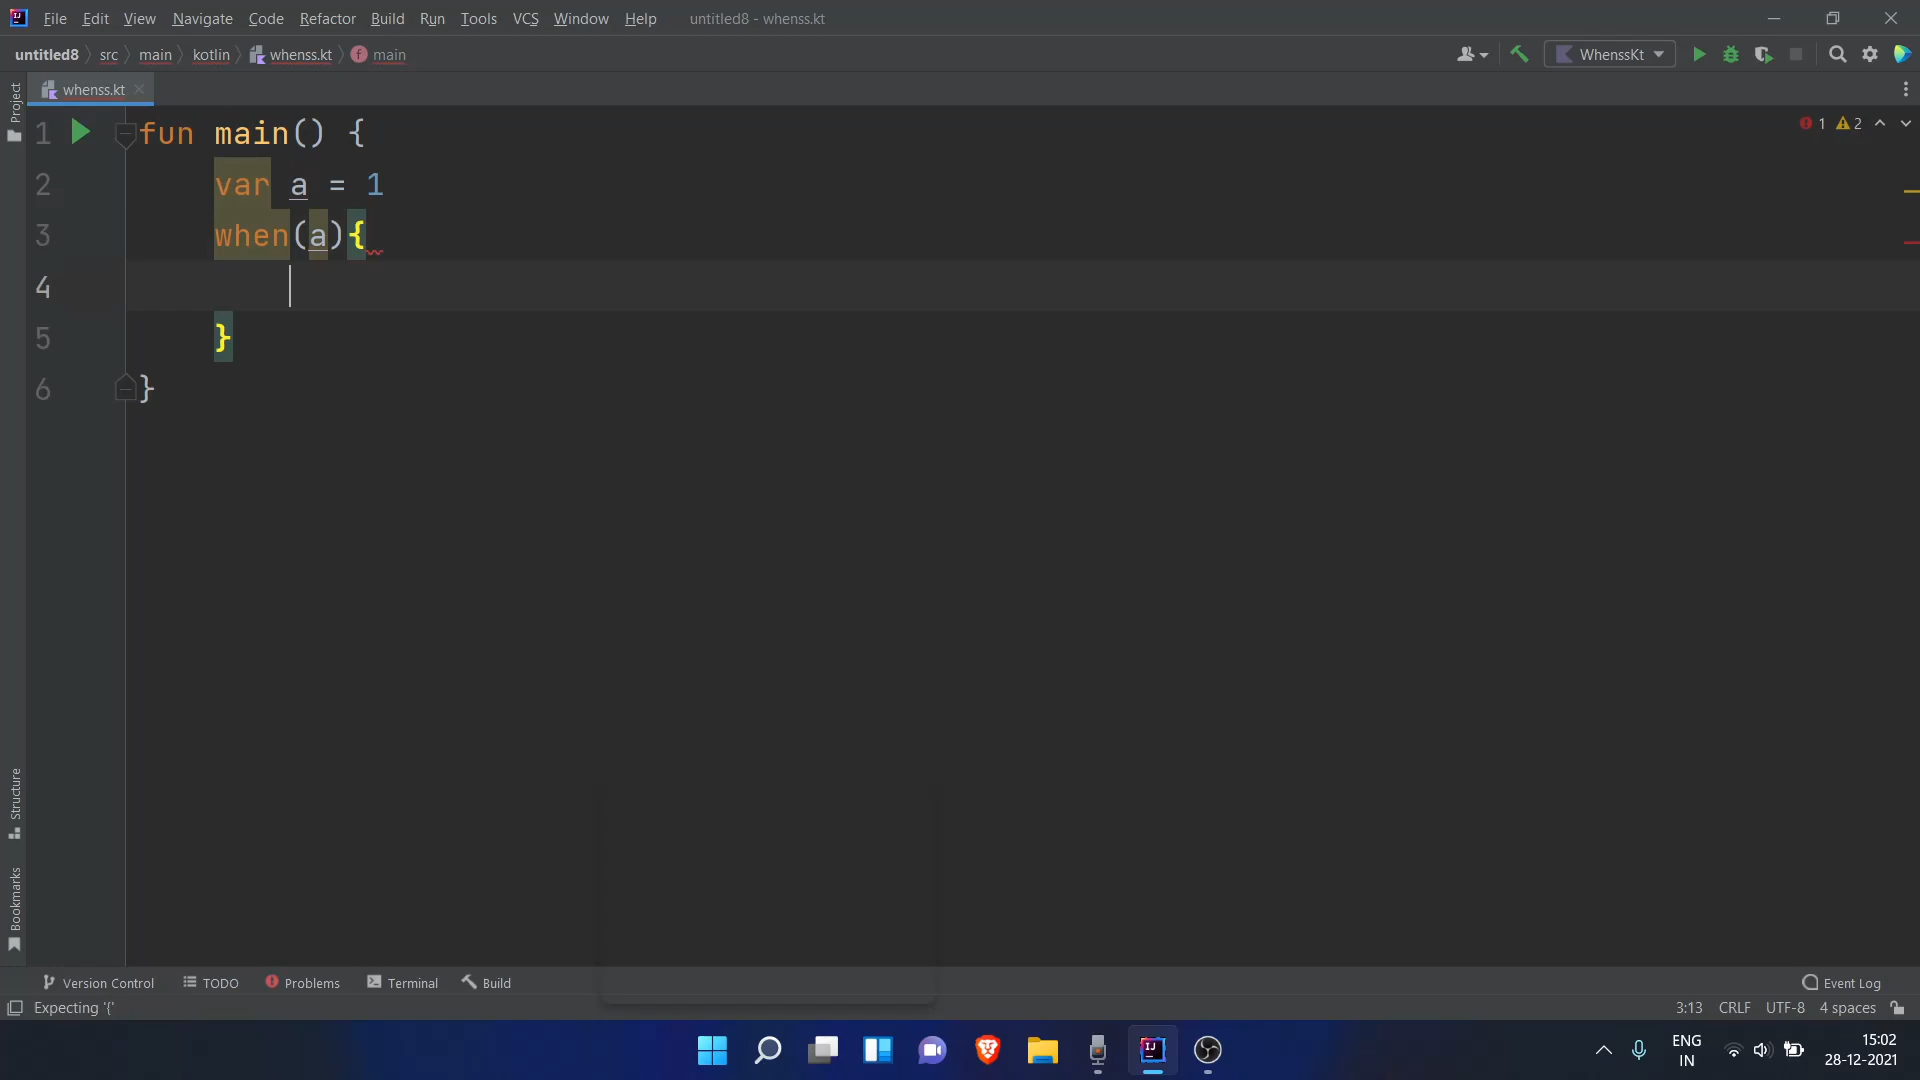 File Edit View Navigate Code Refactor Build Run Tools VCS Window Help untitled8 - whenss.kt
untitled8 src main kotlin whenss.kt main WhenssKt
whenss.kt
Project
1 fun main() {
1 2
2 var a = 1
3 when(a){
4
5 }
6 }
Structure
Bookmarks
Version Control TODO Problems Terminal Build Event Log
Expecting '{' 3:13 CRLF UTF-8 4 spaces
ENG
IN
15:02
28-12-2021